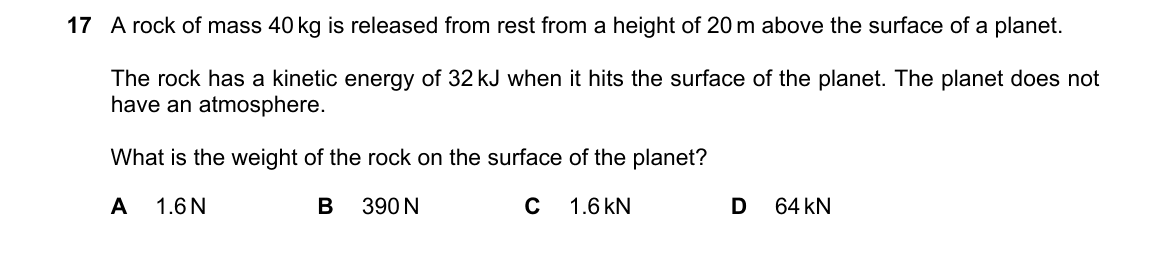 17 A rock of mass 40 kg is released from rest from a height of 20 m above the surface of a planet.
The rock has a kinetic energy of 32 kJ when it hits the surface of the planet. The planet does not
have an atmosphere.
What is the weight of the rock on the surface of the planet?
A 1.6 N B 390 N C 1.6 kN D 64 kN